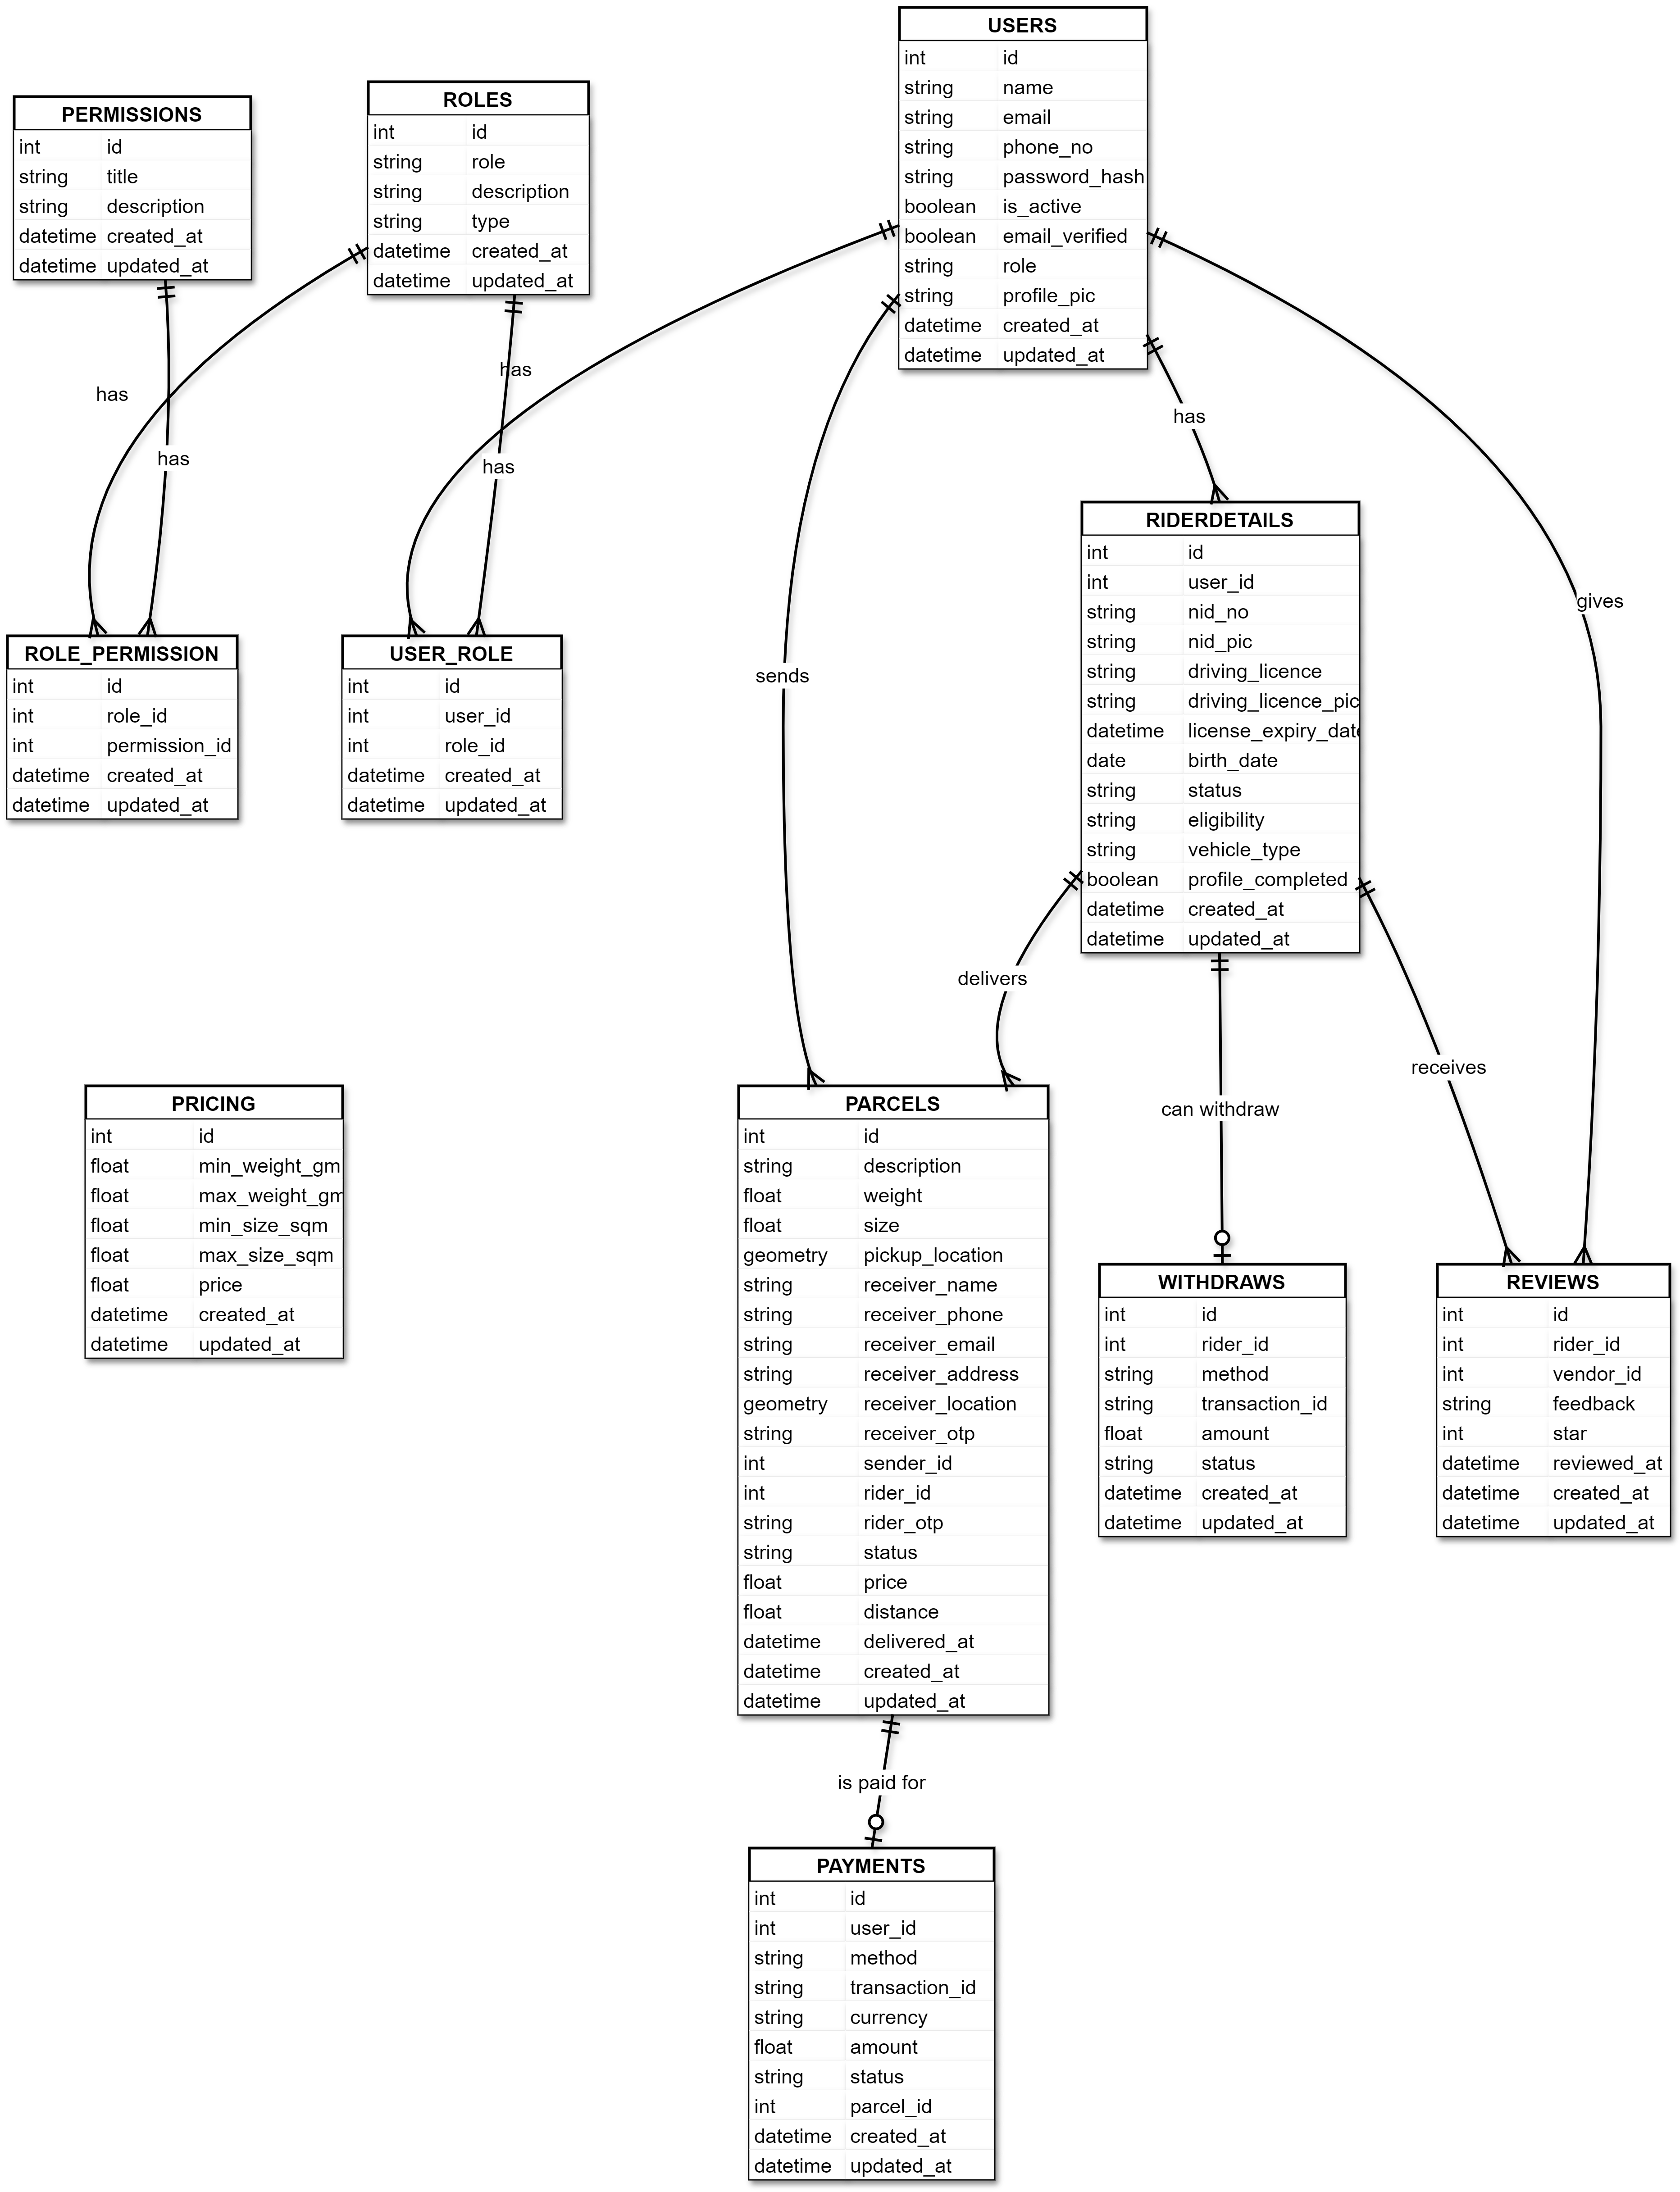 USERS
int id
string name
string email
string phone_no
string password_hash
boolean is_active
boolean email_verified
string role
string profile_pic
datetime created_at
datetime updated_at
PERMISSIONS
int id
string title
string description
datetime created_at
datetime updated_at
ROLES
int id
string role
string description
string type
datetime created_at
datetime updated_at
has
has
has
has
has
gives
sends
RIDERDETAILS
int id
int user_id
string nid_no
string nid_pic
string driving_licence
string driving_licence_pic
datetime license_expiry_date
date birth_date
string status
string eligibility
string vehicle_type
boolean profile_completed
datetime created_at
datetime updated_at
ROLE_PERMISSION
int id
int role_id
int permission_id
datetime created_at
datetime updated_at
USER_ROLE
int id
int user_id
int role_id
datetime created_at
datetime updated_at
delivers
receives
can withdraw
PRICING
int id
float min_weight_gm
float max_weight_gm
float min_size_sqm
float max_size_sqm
float price
datetime created_at
datetime updated_at
PARCELS
int id
string description
float weight
float size
geometry pickup_location
string receiver_name
string receiver_phone
string receiver_email
string receiver_address
geometry receiver_location
string receiver_otp
int sender_id
int rider_id
string rider_otp
string status
float price
float distance
datetime delivered_at
datetime created_at
datetime updated_at
WITHDRAWS
int id
int rider_id
string method
string transaction_id
float amount
string status
datetime created_at
datetime updated_at
REVIEWS
int id
int rider_id
int vendor_id
string feedback
int star
datetime reviewed_at
datetime created_at
datetime updated_at
is paid for
PAYMENTS
int id
int user_id
string method
string transaction_id
string currency
float amount
string status
int parcel_id
datetime created_at
datetime updated_at